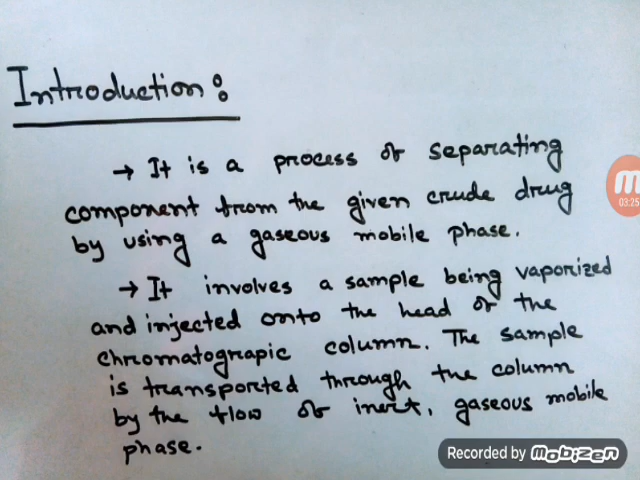 Introduction:
→ It is a process of separating
component from the given crude drug
by using a gaseous mobile phase.
→ It involves a sample being vaporized
and injected onto the head of the
chromatograpic column. The sample
is transported through the column
by the flow of inert, gaseous mobile
phase.
03:25
Recorded by mobizen